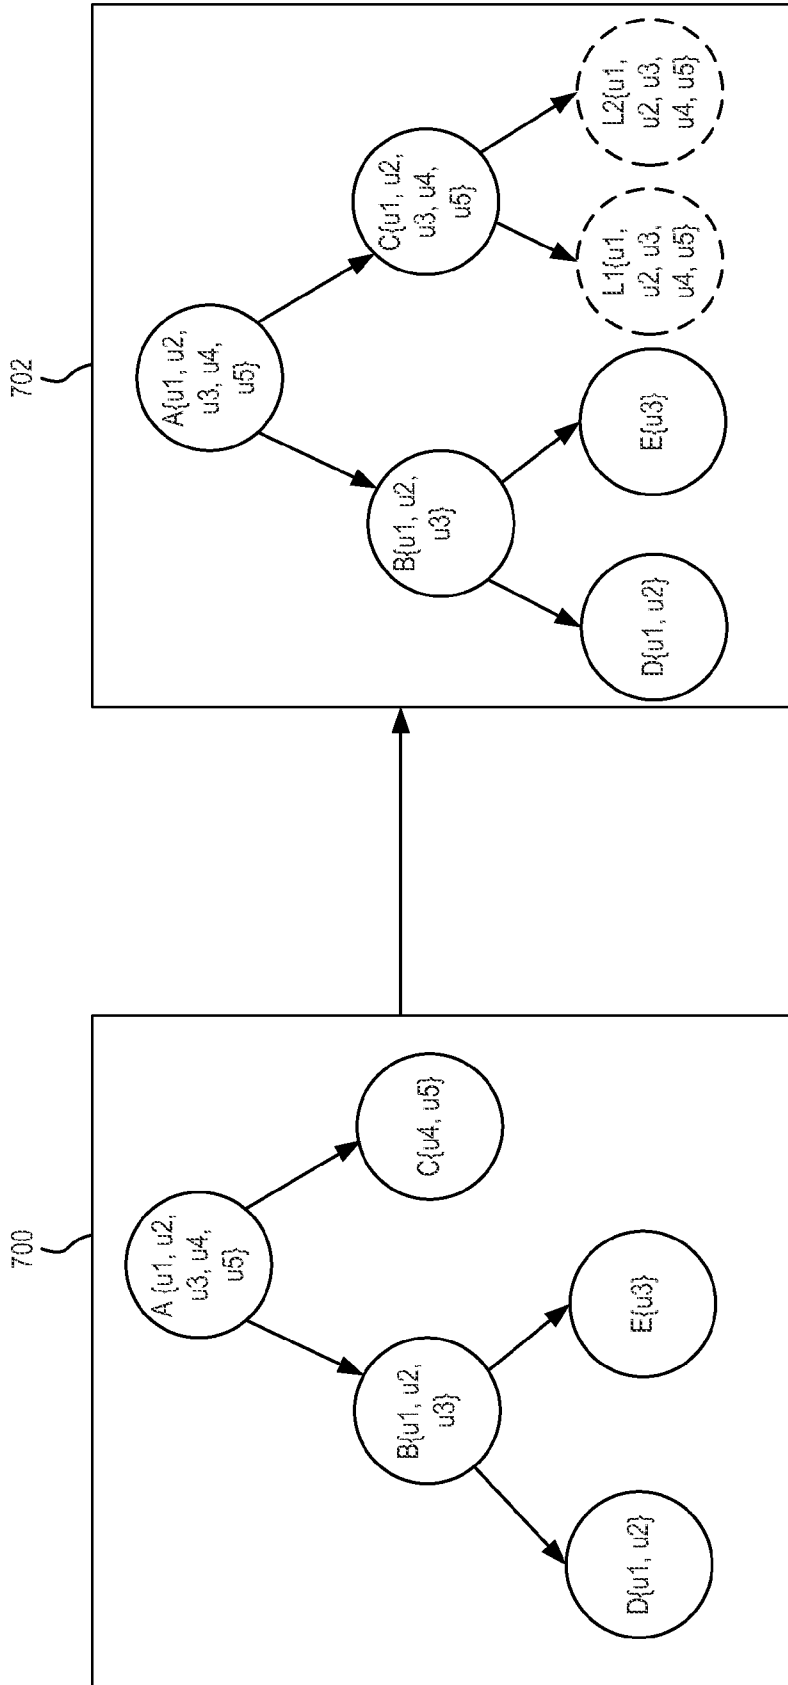 700
A {u1, u2,
u3, u4,
u5}
B{u1, u2,
u3}
C{u4, u5}
D{u1, u2}
E{u3}
702
A{u1, u2,
u3, u4,
u5}
B{u1, u2,
u3}
C{u1, u2,
u3, u4,
u5}
D{u1, u2}
E{u3}
L1{u1,
u2, u3,
u4, u5}
L2{u1,
u2, u3,
u4, u5}